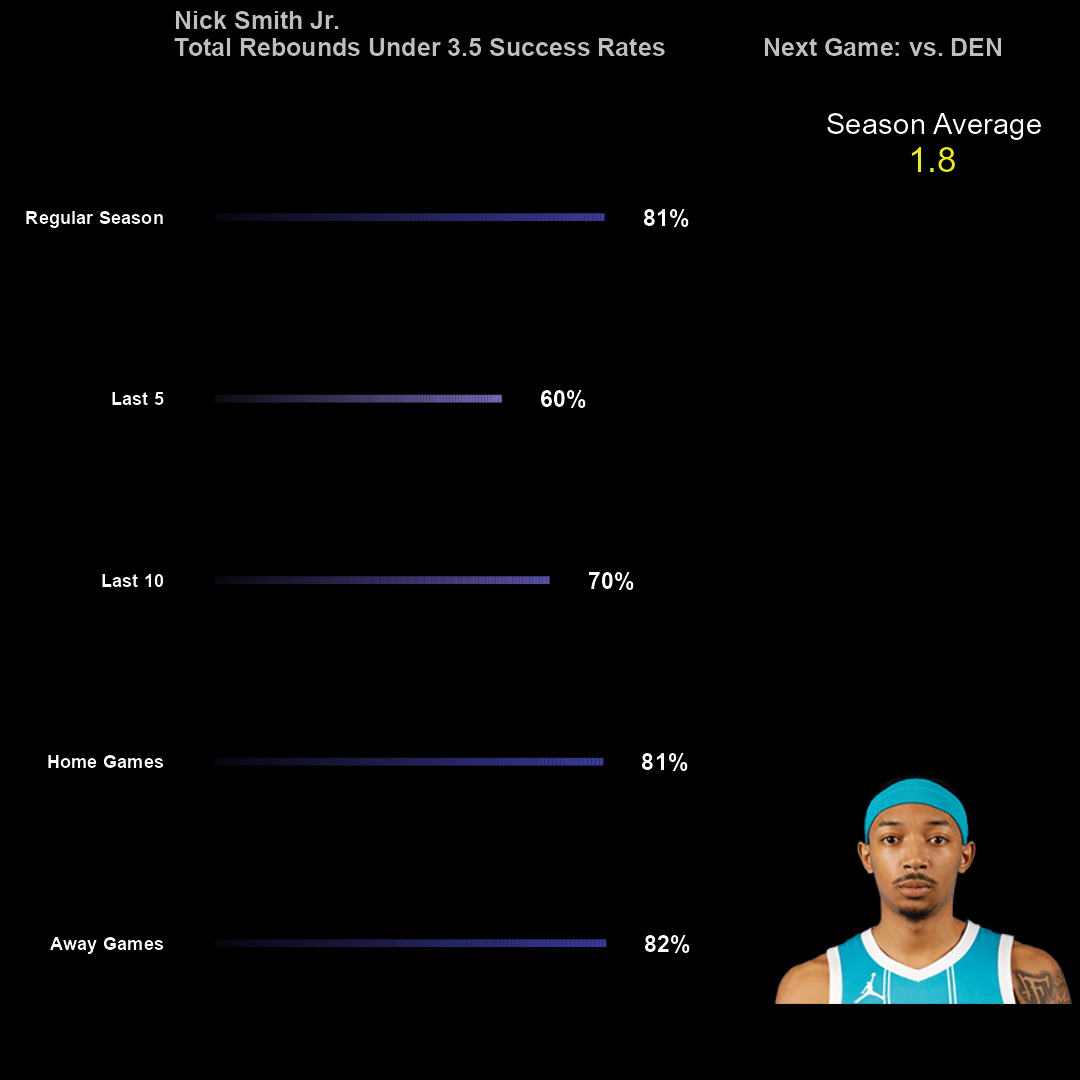 Nick Smith Jr.
Total Rebounds Under 3.5 Success Rates
Next Game: vs. DEN
Season Average
1.8
Regular Season 81%
Last 5 60%
Last 10 70%
Home Games 81%
Away Games 82%